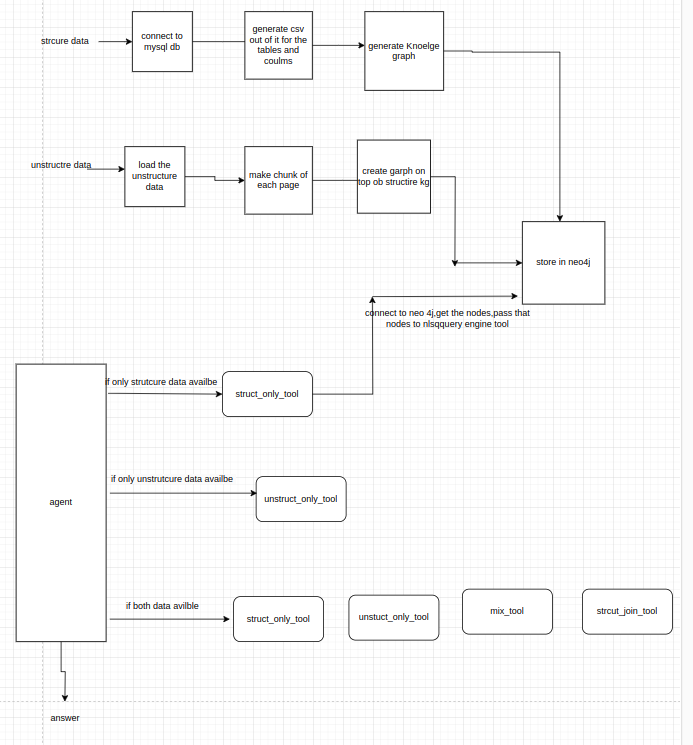 strcure data
connect to
mysql db
generate csv
out of it for the
tables and
coulms
generate Knoelge
graph
unstructre data
load the
unstructure
data
make chunk of
each page
create garph on
top ob structire kg
store in neo4j
connect to neo 4j,get the nodes,pass that
nodes to nlsqquery engine tool
if only strutcure data availbe
struct_only_tool
agent
if only unstrutcure data availbe
unstruct_only_tool
if both data avilble
struct_only_tool
unstuct_only_tool
mix_tool
strcut_join_tool
answer